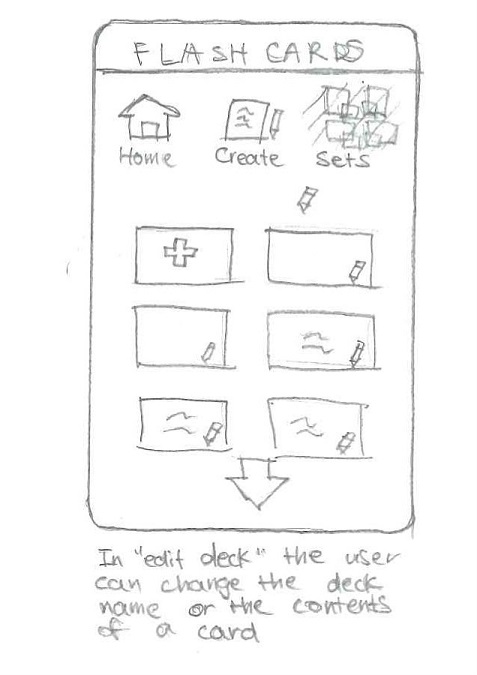 FLASH CARDS
Home Create Sets
In "edit deck" the user
can change the deck
name or the contents
of a card